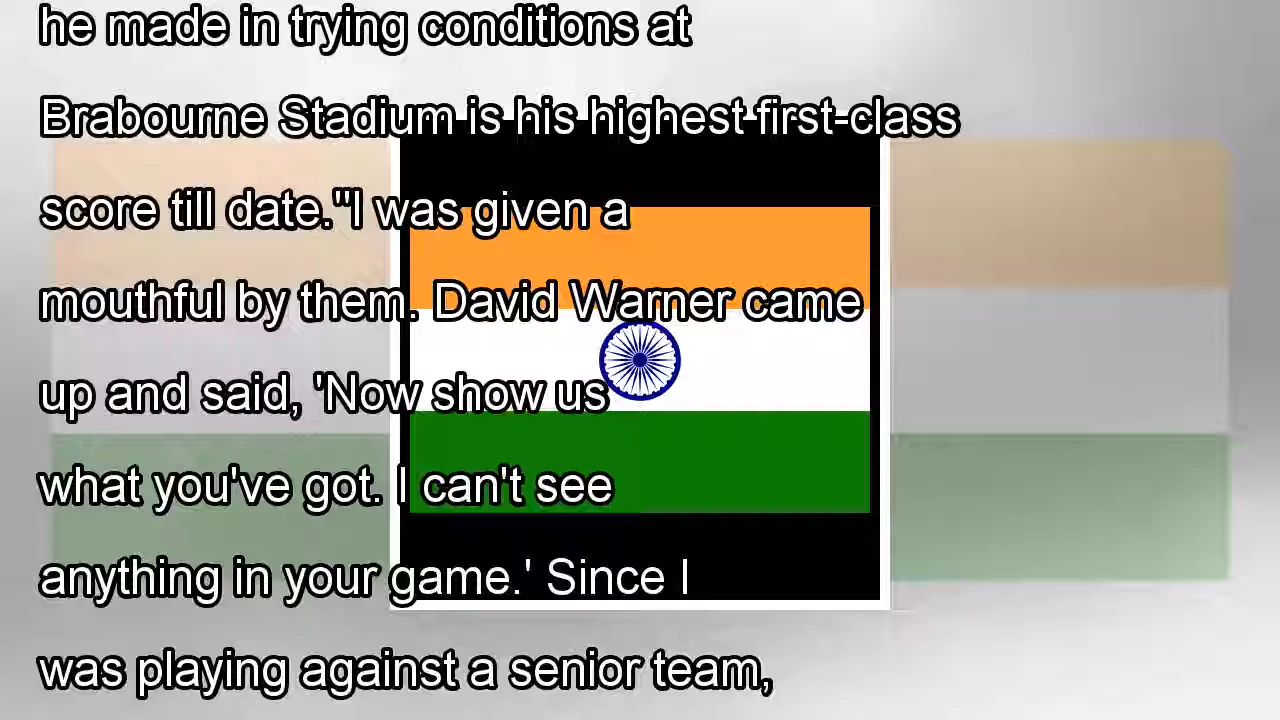 he made in trying conditions at
Brabourne Stadium is his highest first-class
score till date."I was given a
mouthful by them. David Warner came
up and said, 'Now show us
what you've got. I can't see
anything in your game.' Since I
was playing against a senior team,